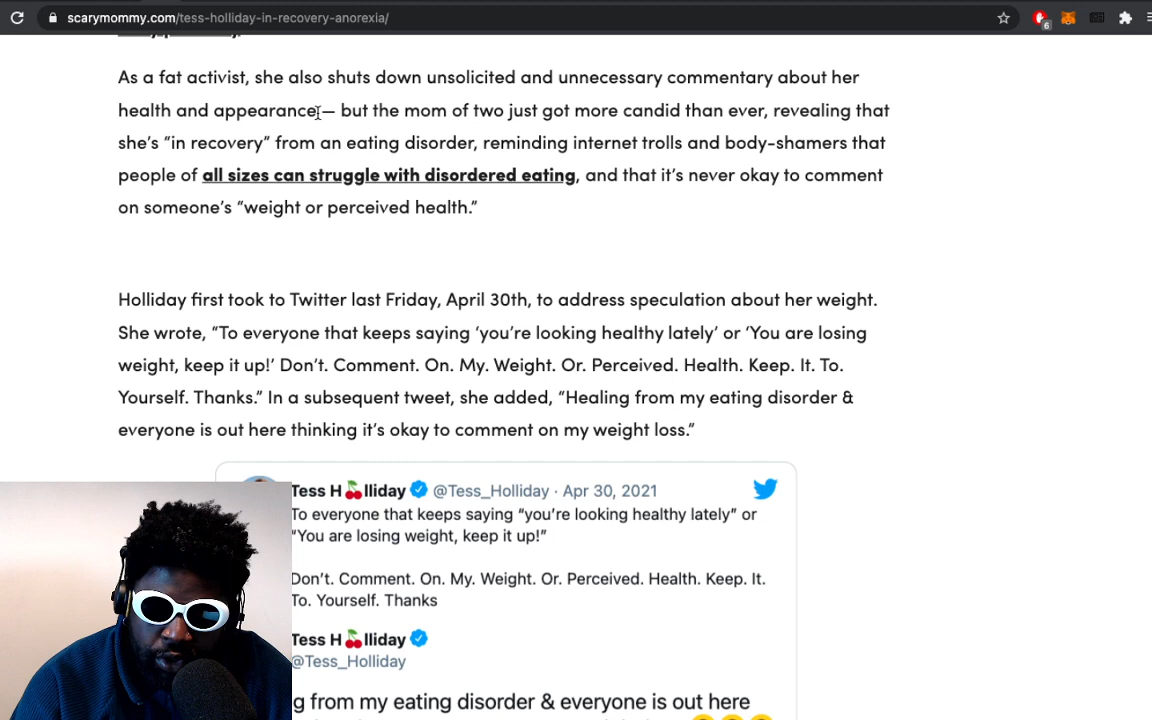 scarymommy.com/tess-holliday-in-recovery-anorexia/
6
As a fat activist, she also shuts down unsolicited and unnecessary commentary about her
health and appearance — but the mom of two just got more candid than ever, revealing that
she's “in recovery” from an eating disorder, reminding internet trolls and body-shamers that
people of all sizes can struggle with disordered eating, and that it's never okay to comment
on someone's “weight or perceived health.”
Holliday first took to Twitter last Friday, April 30th, to address speculation about her weight.
She wrote, “To everyone that keeps saying ‘you're looking healthy lately’ or ‘You are losing
weight, keep it up!’ Don't. Comment. On. My. Weight. Or. Perceived. Health. Keep. It. To.
Yourself. Thanks.” In a subsequent tweet, she added, “Healing from my eating disorder &
everyone is out here thinking it's okay to comment on my weight loss.”
Tess H🍒lliday @Tess_Holliday · Apr 30, 2021
To everyone that keeps saying “you're looking healthy lately” or
“You are losing weight, keep it up!”
Don't. Comment. On. My. Weight. Or. Perceived. Health. Keep. It.
To. Yourself. Thanks
Tess H🍒lliday
@Tess_Holliday
g from my eating disorder & everyone is out here